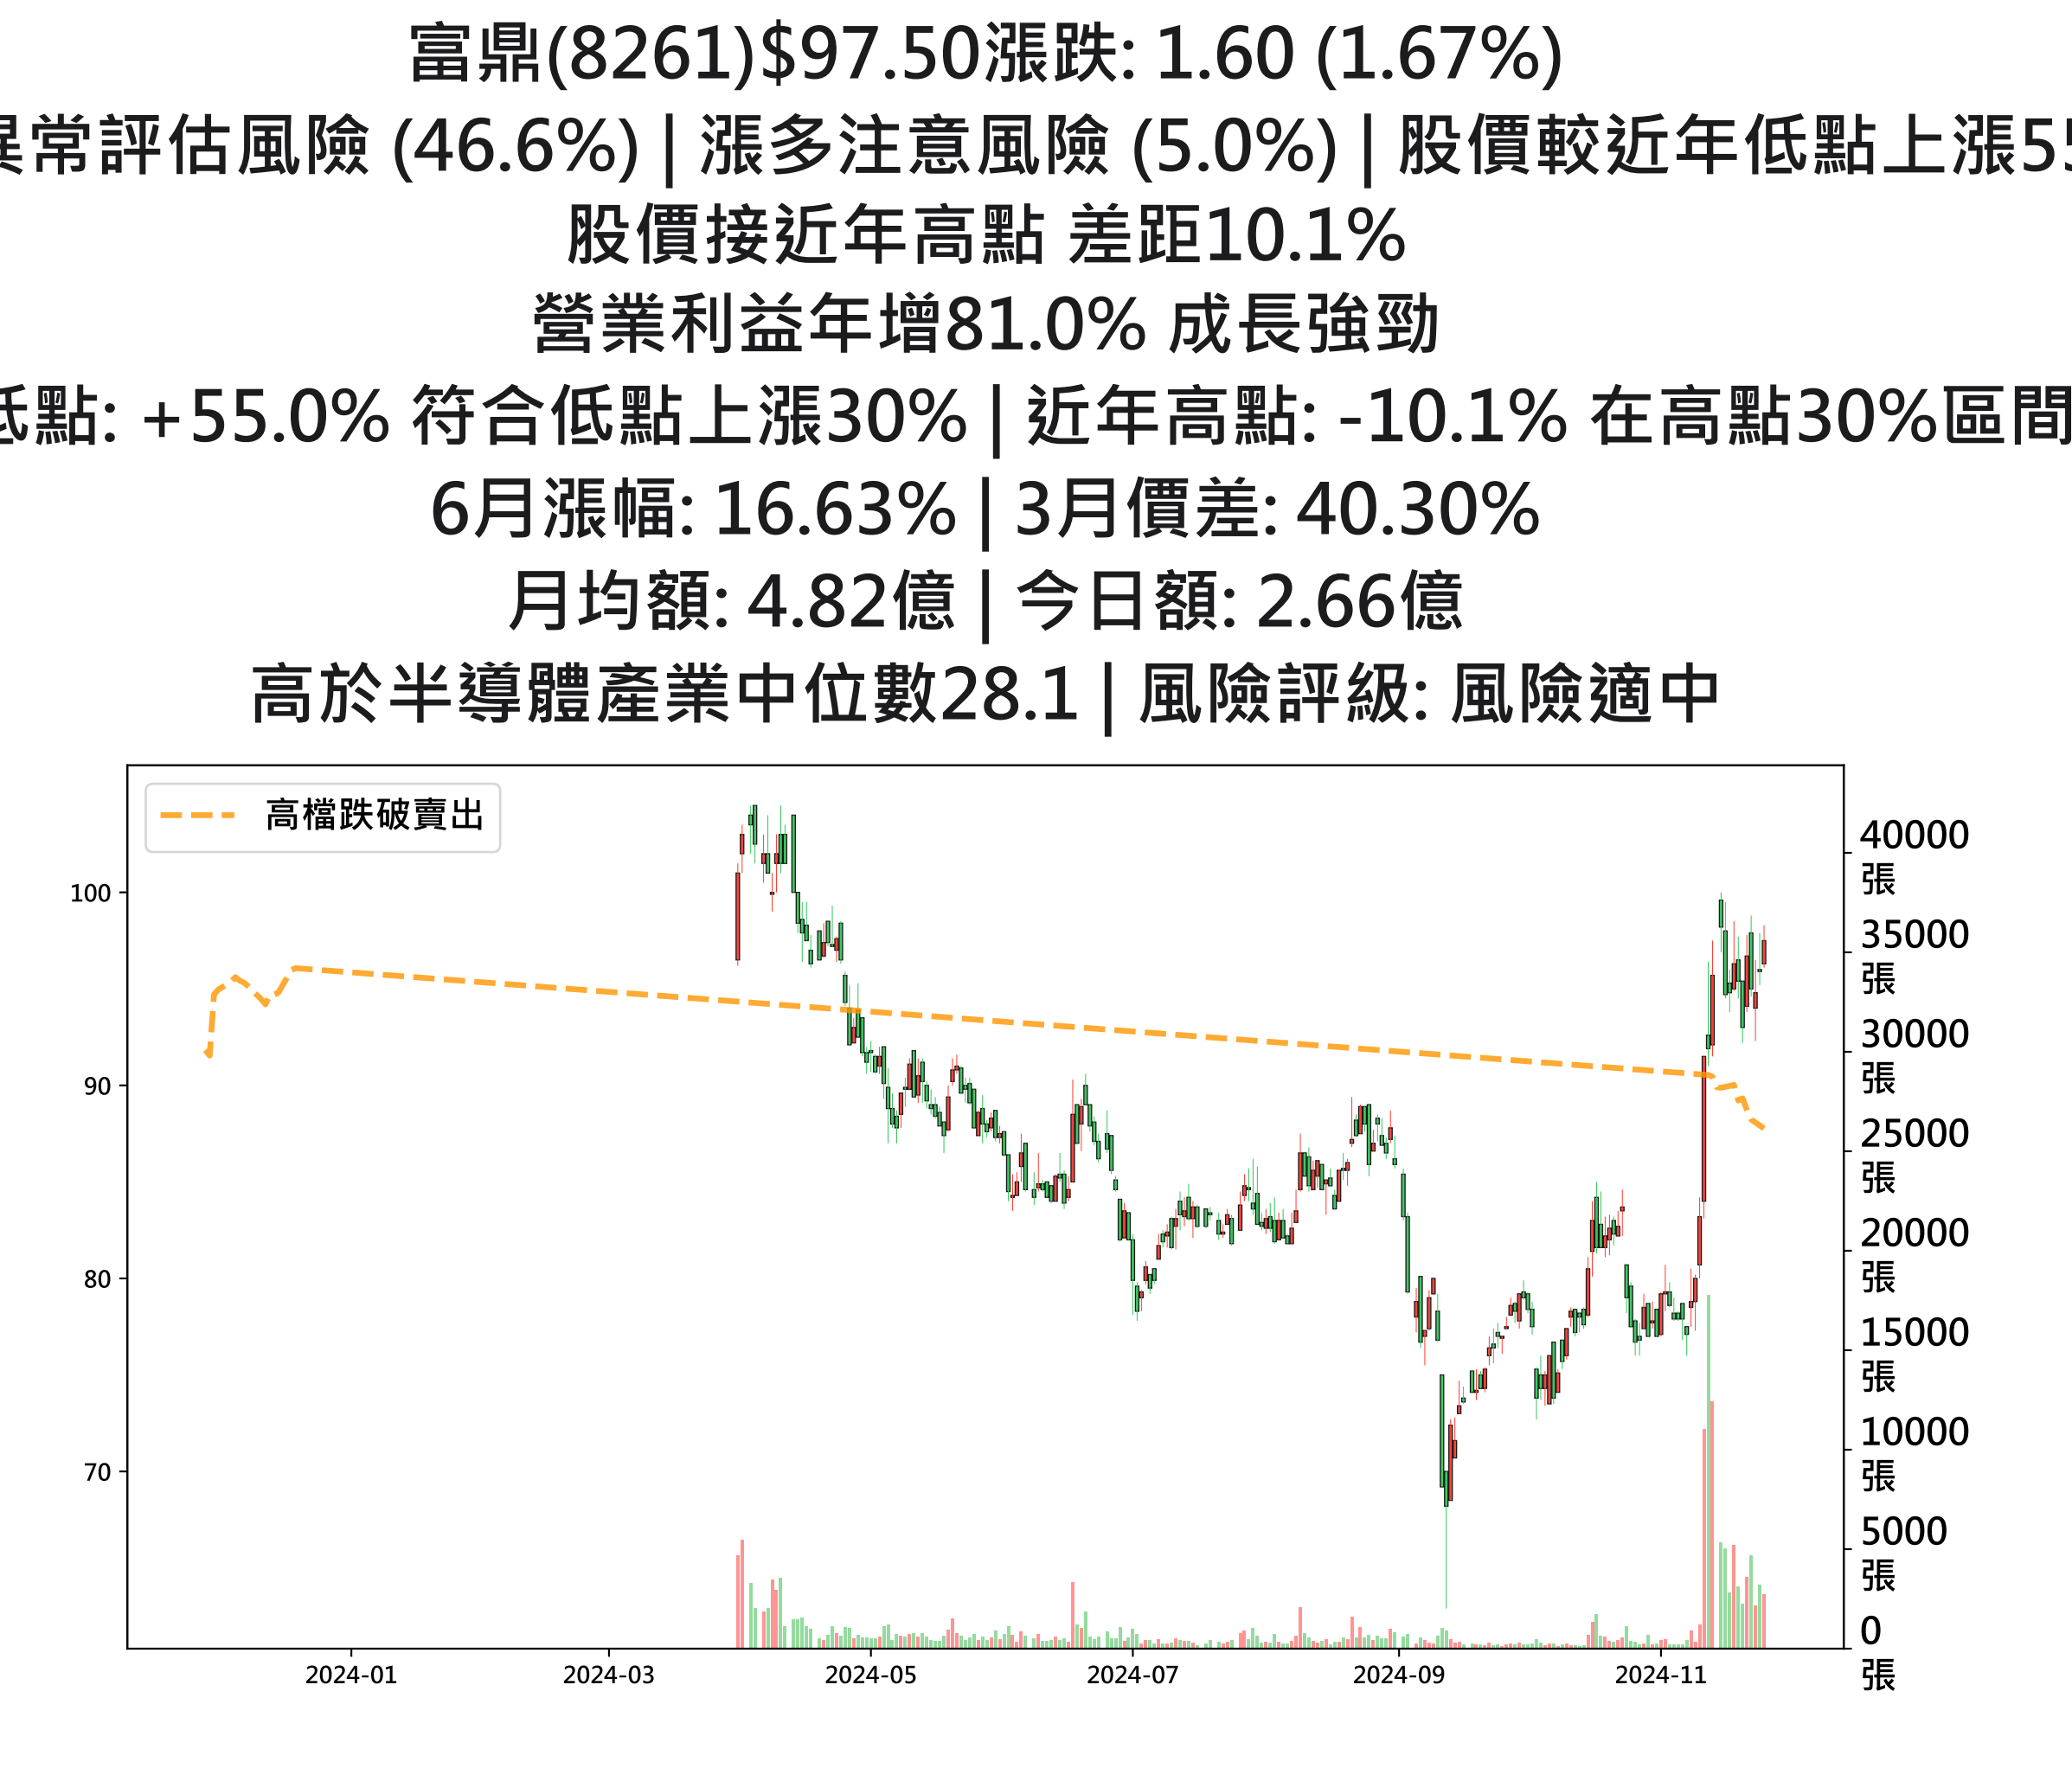 富鼎(8261)$97.50漲跌: 1.60 (1.67%)
常評估風險 (46.6%) | 漲多注意風險 (5.0%) | 股價較近年低點上漲55
股價接近年高點 差距10.1%
營業利益年增81.0% 成長強勁
低點: +55.0% 符合低點上漲30% | 近年高點: -10.1% 在高點30%區間
6月漲幅: 16.63% | 3月價差: 40.30%
月均額: 4.82億 | 今日額: 2.66億
高於半導體產業中位數28.1 | 風險評級: 風險適中
高檔跌破賣出
100
90
80
70
40000
張
35000
張
30000
張
25000
張
20000
張
15000
張
10000
張
5000
張
0
張
2024-01
2024-03
2024-05
2024-07
2024-09
2024-11